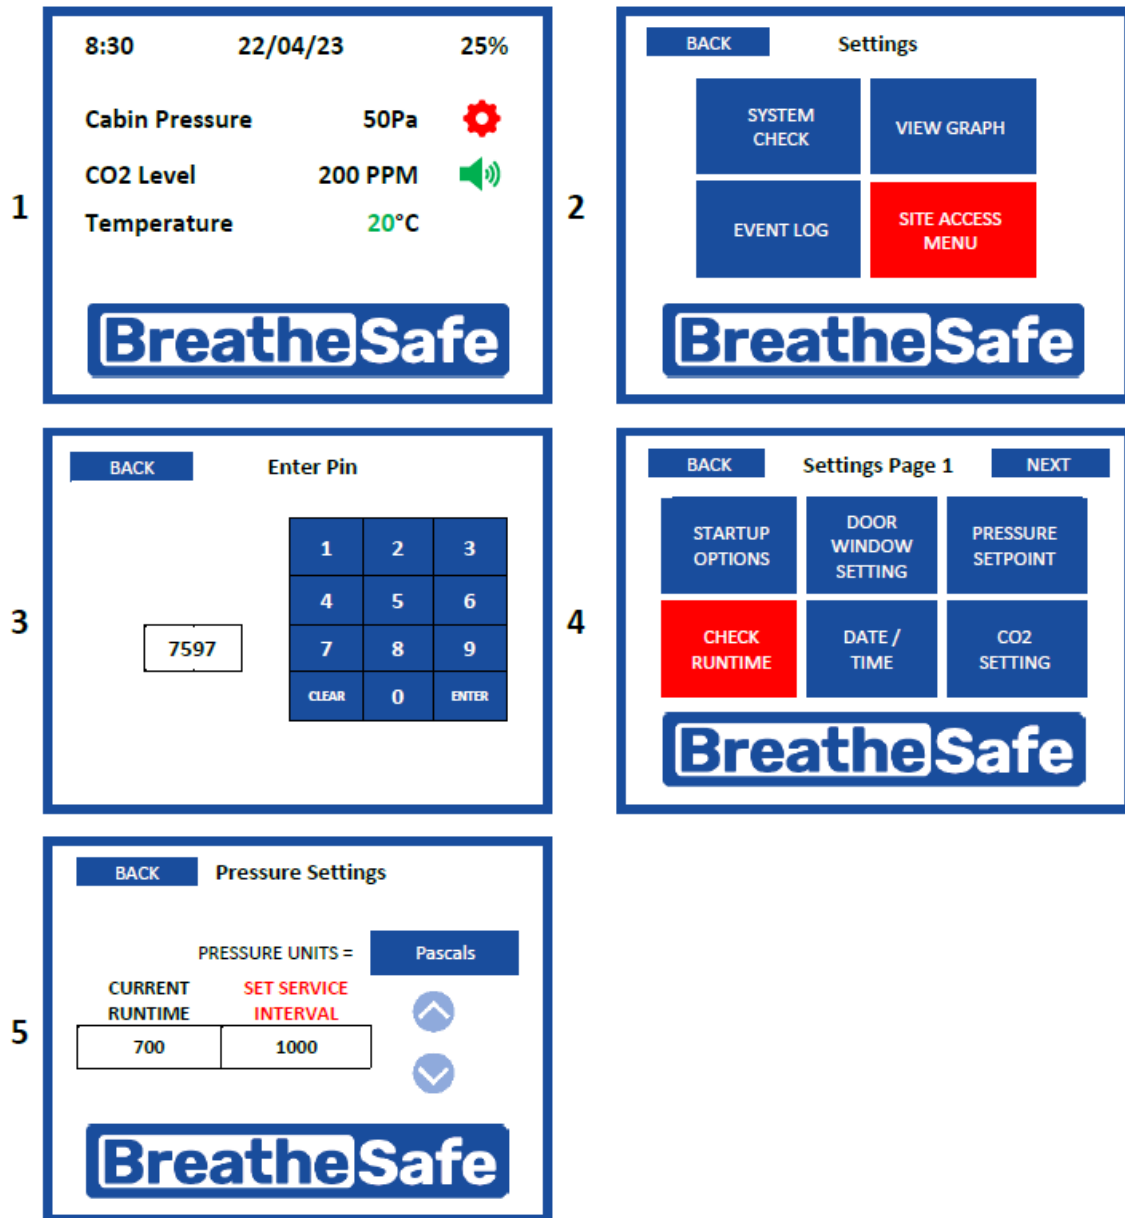 1
8:30 22/04/23 25%
Cabin Pressure 50Pa
CO2 Level 200 PPM
Temperature 20°C
BreatheSafe
2
BACK Settings
SYSTEM
CHECK
VIEW GRAPH
EVENT LOG
SITE ACCESS
MENU
BreatheSafe
3
BACK Enter Pin
1 2 3
4 5 6
7597
7 8 9
CLEAR 0 ENTER
4
BACK Settings Page 1 NEXT
STARTUP
OPTIONS
DOOR
WINDOW
SETTING
PRESSURE
SETPOINT
CHECK
RUNTIME
DATE /
TIME
CO2
SETTING
BreatheSafe
5
BACK Pressure Settings
PRESSURE UNITS = Pascals
CURRENT
RUNTIME
SET SERVICE
INTERVAL
700 1000
BreatheSafe